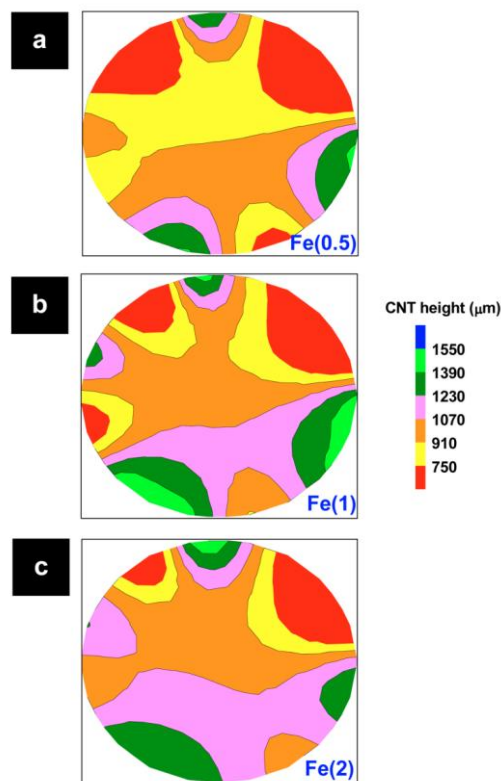 a
Fe(0.5)
b
Fe(1)
CNT height (μm)
1550
1390
1230
1070
910
750
c
Fe(2)